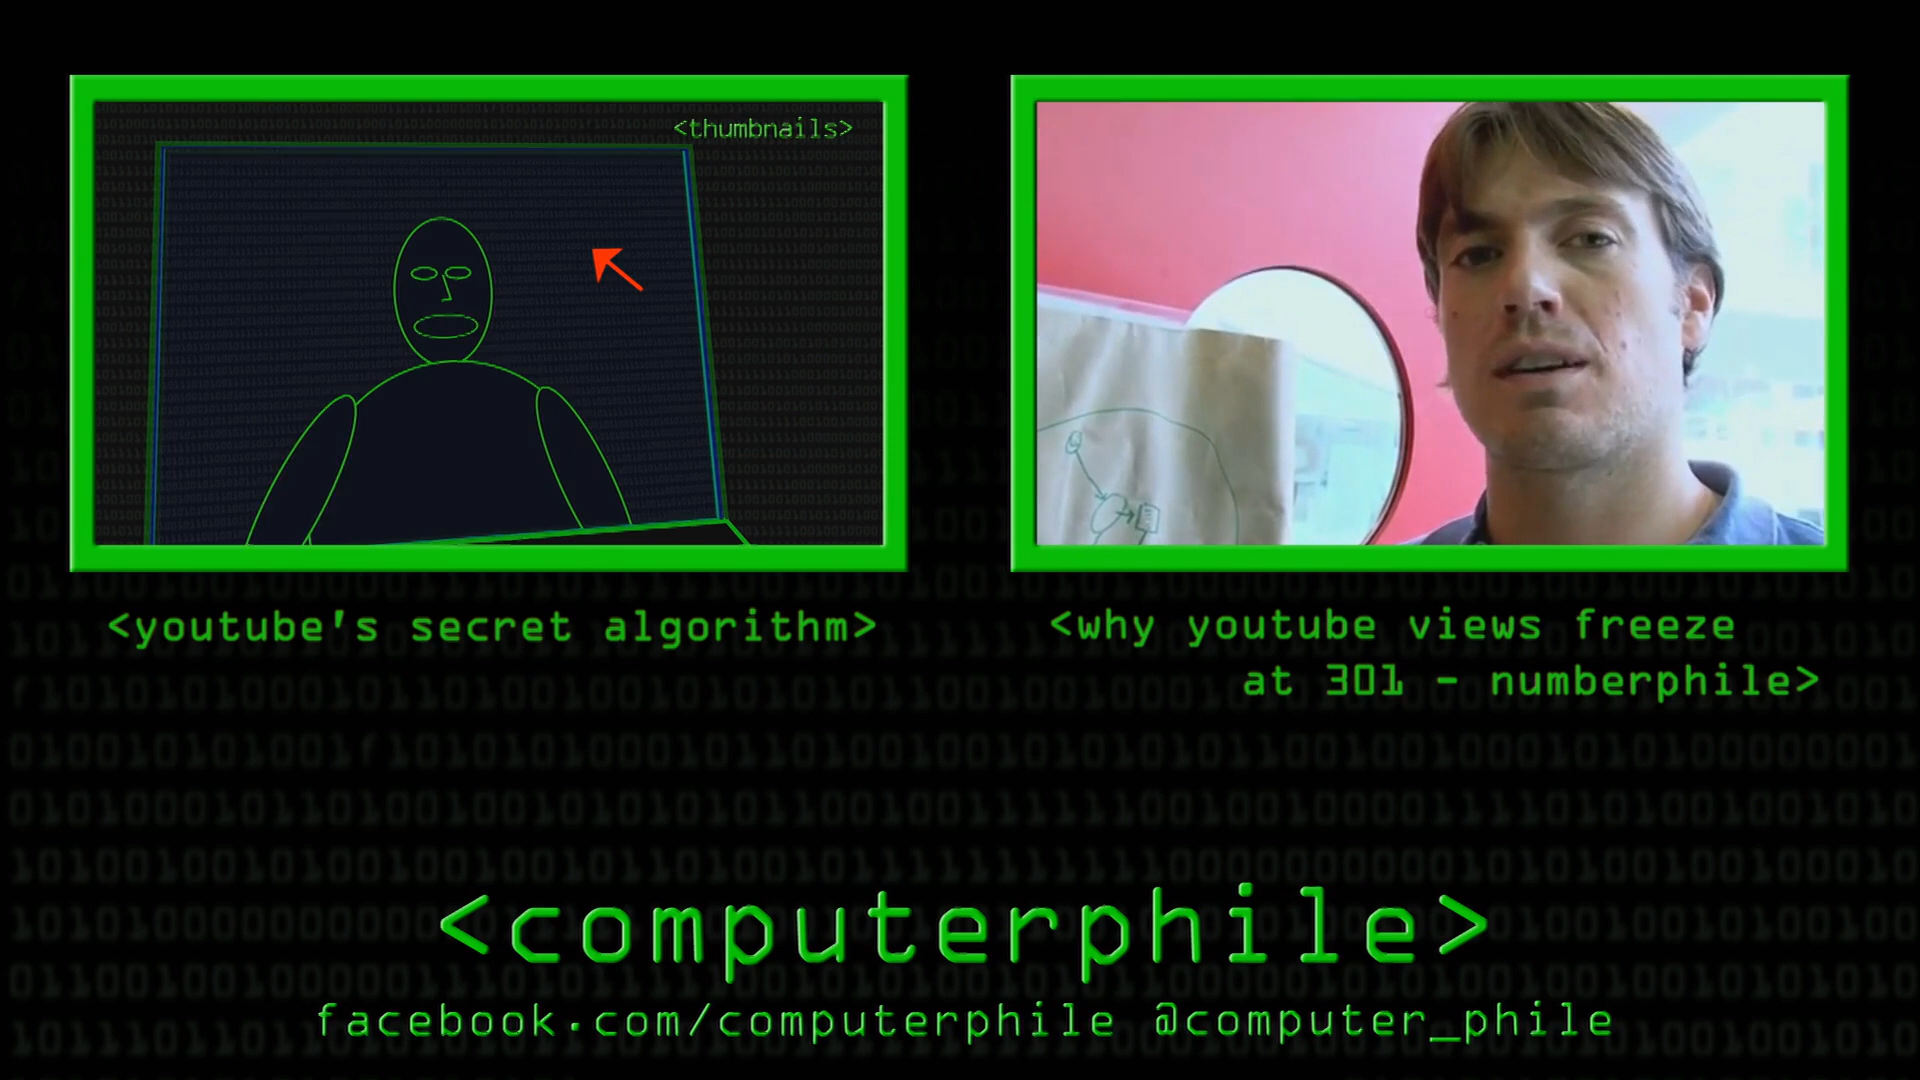 <thumbnails>
<youtube's secret algorithm>
<why youtube views freeze
at 301 - numberphile>
<computerphile>
facebook.com/computerphile @computer_phile